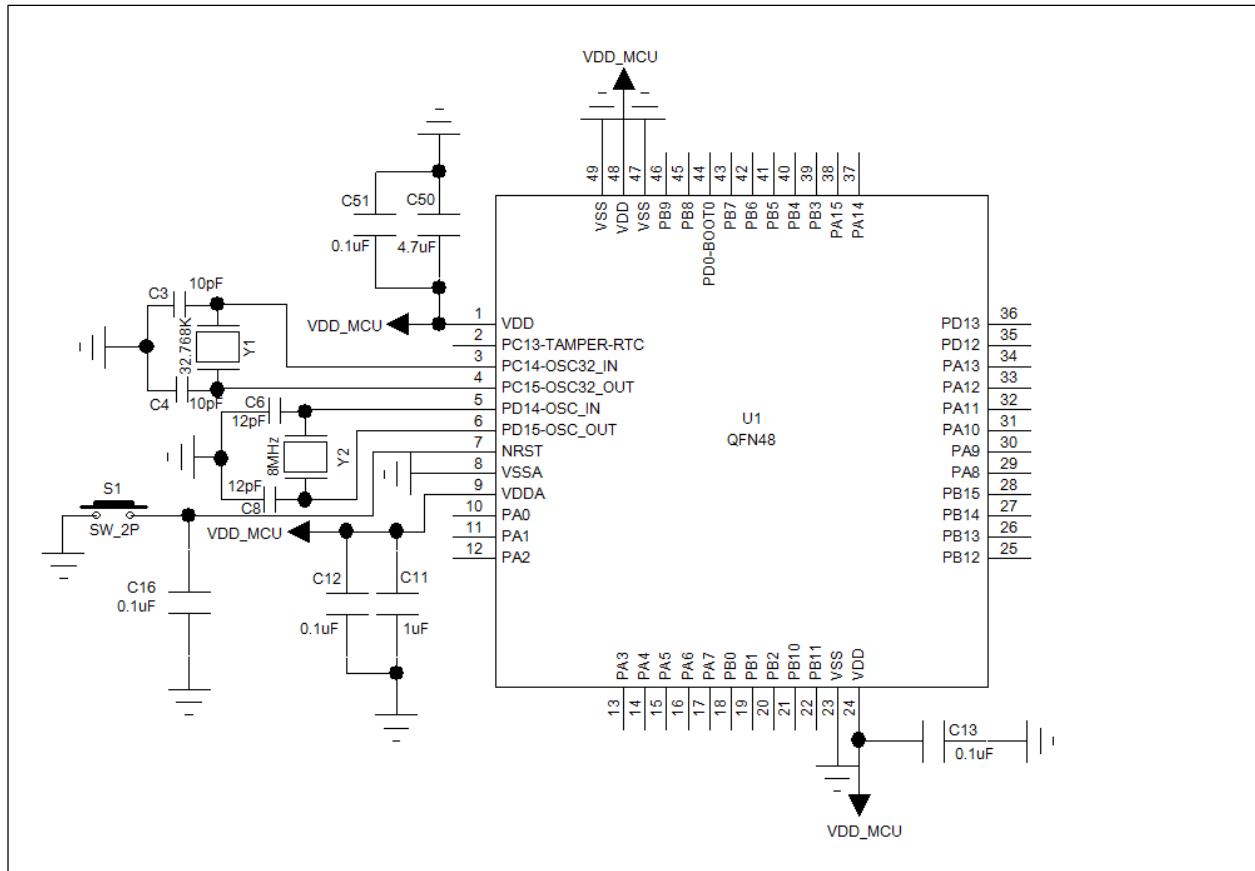 VDD_MCU
49
48
47
46
45
44
43
42
41
40
39
38
37
VSS
VDD
VSS
PB9
PB8
PD0-BOOT0
PB7
PB6
PB5
PB4
PB3
PA15
PA14
C51
C50
0.1uF
4.7uF
10pF
C3
32.768K
Y1
C4
10pF
VDD_MCU
1 VDD
2 PC13-TAMPER-RTC
3 PC14-OSC32_IN
4 PC15-OSC32_OUT
5 PD14-OSC_IN
6 PD15-OSC_OUT
7 NRST
8 VSSA
9 VDDA
10 PA0
11 PA1
12 PA2
C6
12pF
8MHz
Y2
12pF
C8
S1
SW_2P
VDD_MCU
C16
0.1uF
C12
C11
0.1uF
1uF
U1
QFN48
PD13 36
PD12 35
PA13 34
PA12 33
PA11 32
PA10 31
PA9 30
PA8 29
PB15 28
PB14 27
PB13 26
PB12 25
PA3
PA4
PA5
PA6
PA7
PB0
PB1
PB2
PB10
PB11
VSS
VDD
13
14
15
16
17
18
19
20
21
22
23
24
C13
0.1uF
VDD_MCU